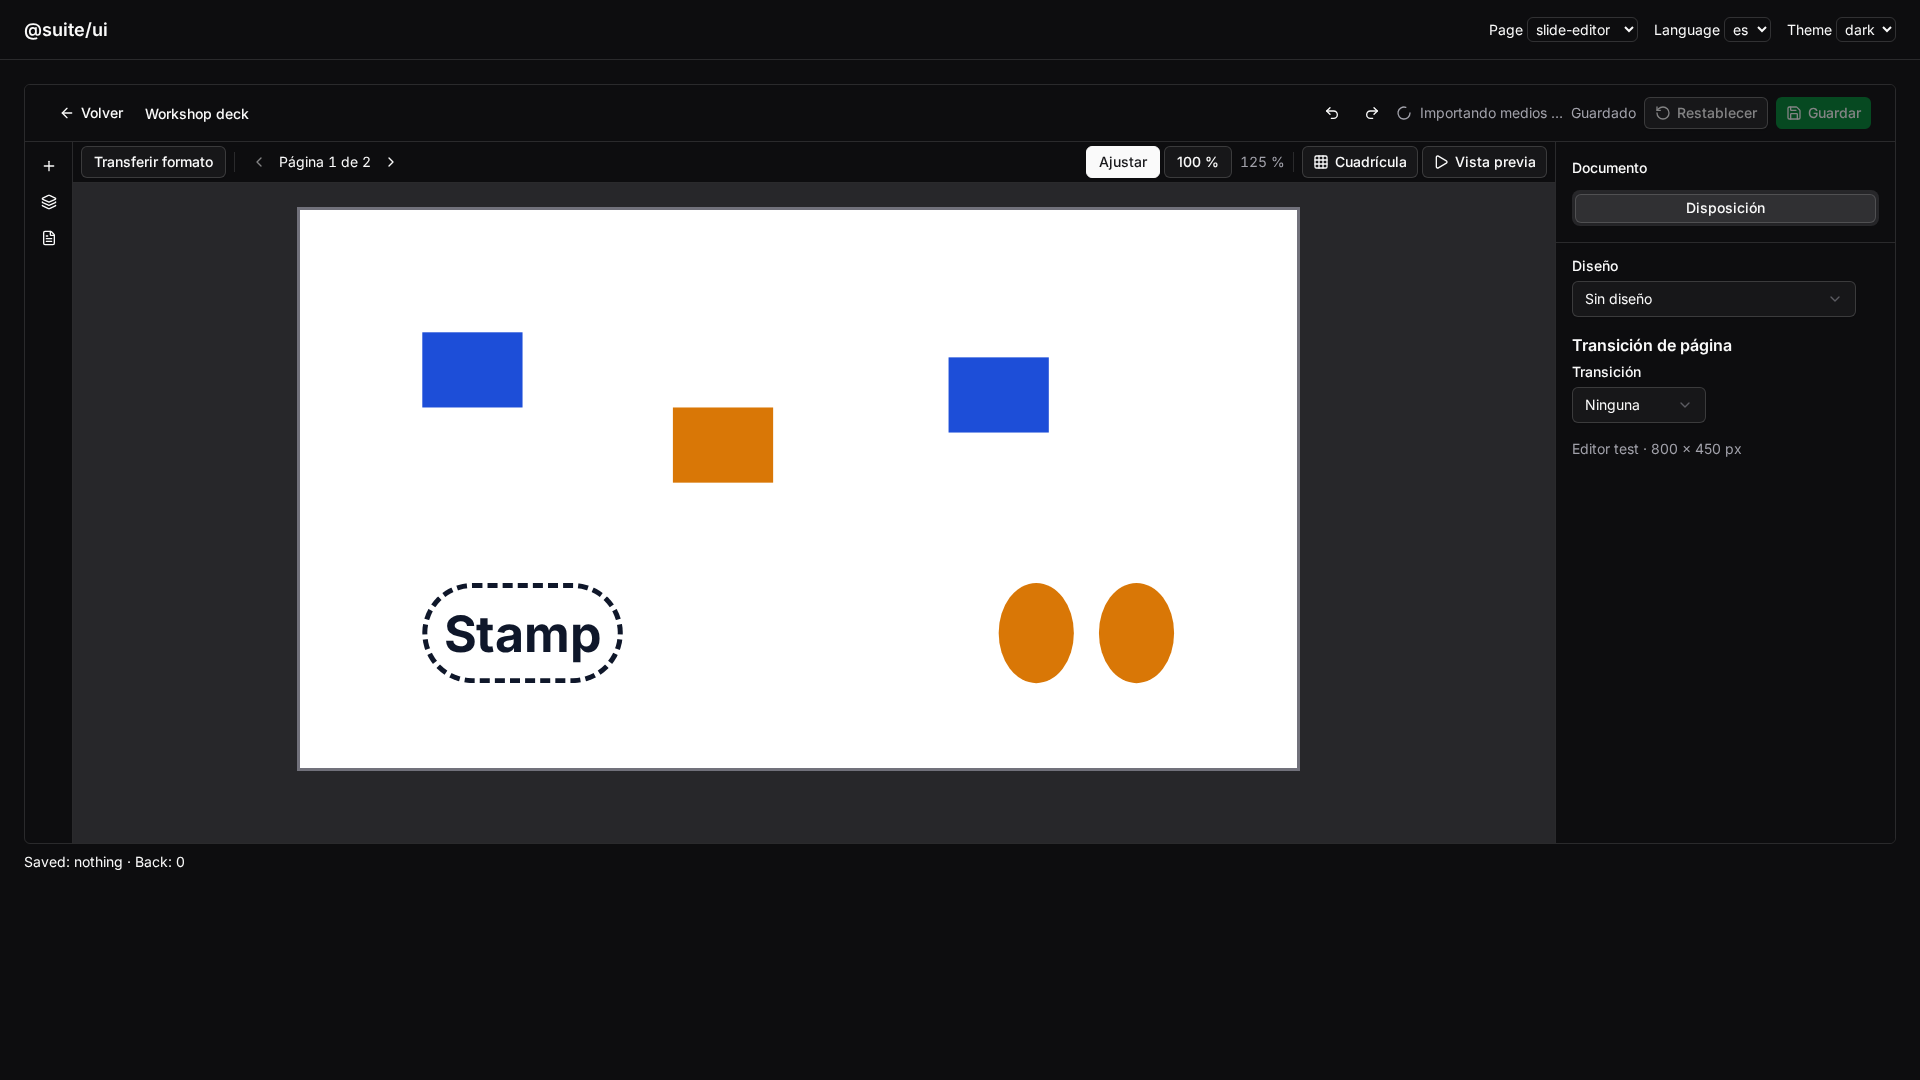 @suite/ui
Page slide-editor Language es Theme dark
Volver Workshop deck
Importando medios ... Guardado Restablecer Guardar
Transferir formato Página 1 de 2 Ajustar 100 % 125 % Cuadrícula Vista previa
Documento
Disposición
Diseño
Sin diseño
Transición de página
Transición
Ninguna
Editor test · 800 × 450 px
Stamp
Saved: nothing · Back: 0